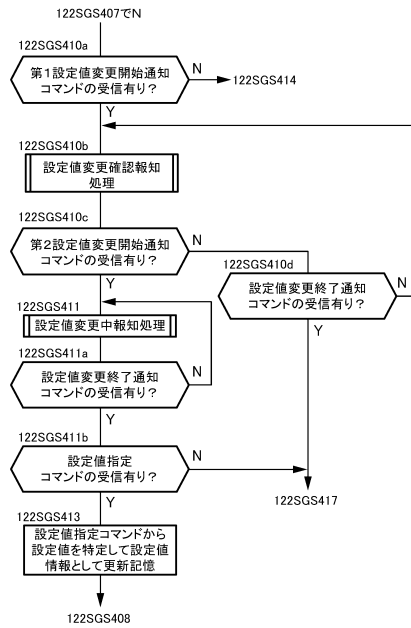 122SGS407でN
122SGS410a
第1設定値変更開始通知
コマンドの受信有り?
N
122SGS414
Y
122SGS410b
設定値変更確認報知
処理
122SGS410c
第2設定値変更開始通知
コマンドの受信有り?
N
Y
122SGS410d
設定値変更終了通知
コマンドの受信有り?
N
Y
122SGS411
設定値変更中報知処理
122SGS411a
設定値変更終了通知
コマンドの受信有り?
N
Y
122SGS411b
設定値指定
コマンドの受信有り?
N
Y
122SGS417
122SGS413
設定値指定コマンドから
設定値を特定して設定値
情報として更新記憶
122SGS408